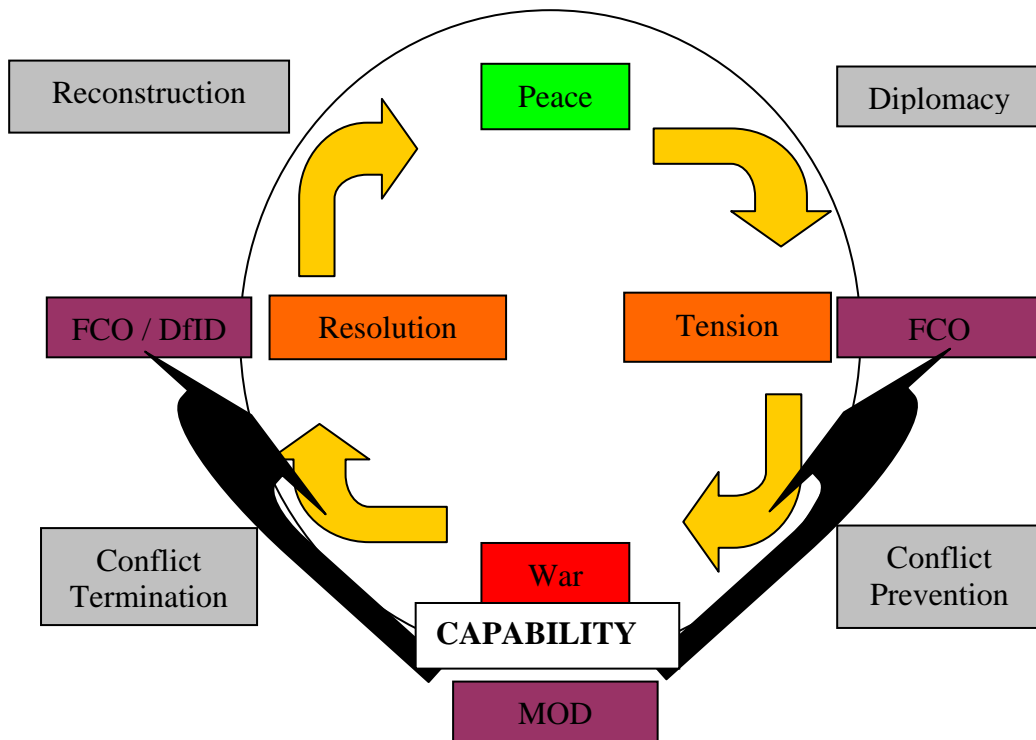 Reconstruction
Peace
Diplomacy
FCO / DfID
Resolution
Tension
FCO
Conflict
Termination
War
Conflict
Prevention
CAPABILITY
MOD